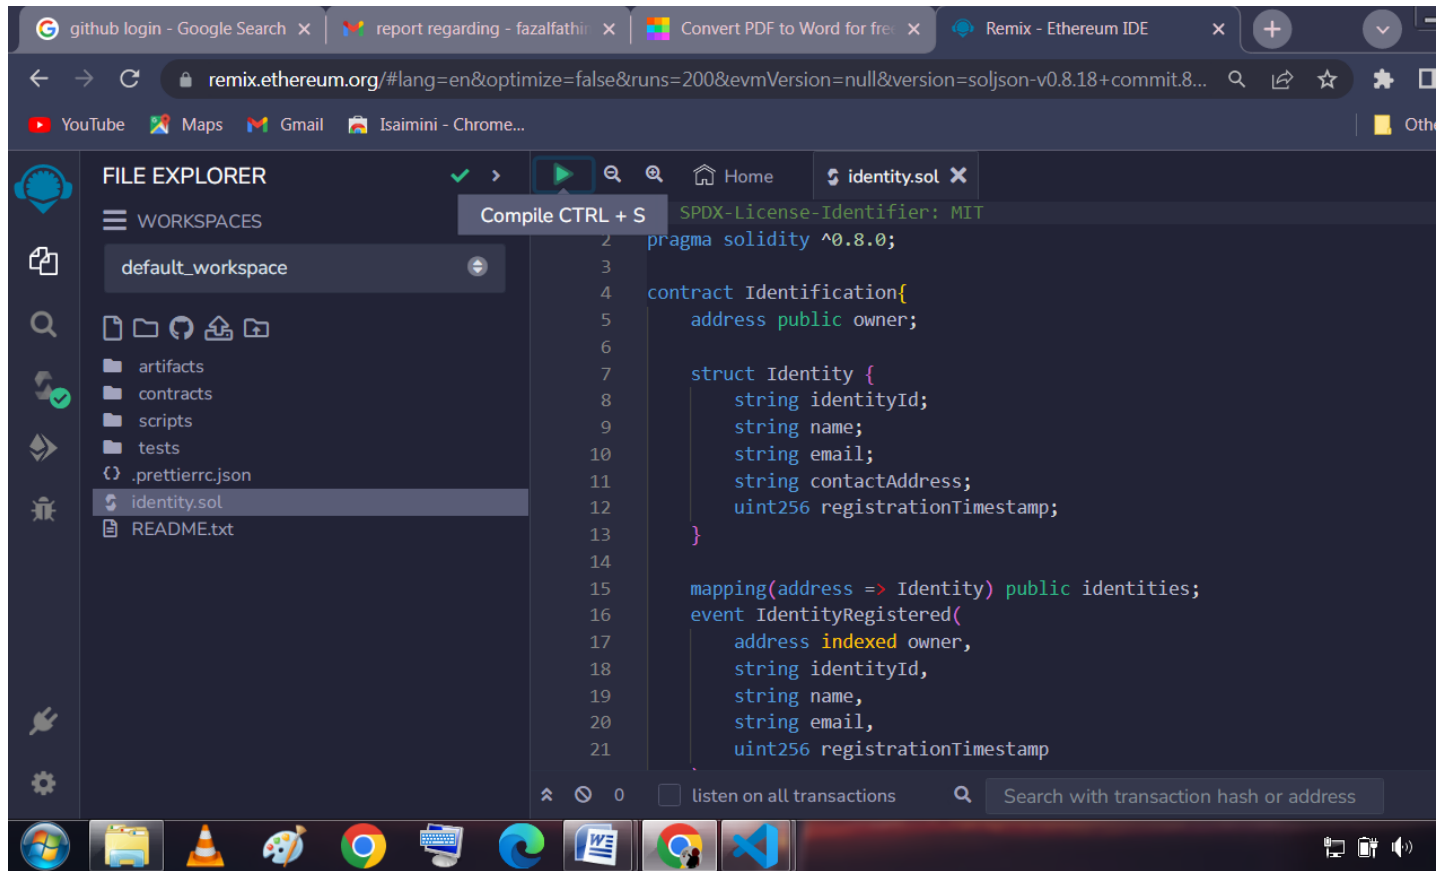 github login - Google Search
report regarding - fazalfathin
Convert PDF to Word for free
Remix - Ethereum IDE
remix.ethereum.org/#lang=en&optimize=false&runs=200&evmVersion=null&version=soljson-v0.8.18+commit.8...
YouTube
Maps
Gmail
Isaimini - Chrome...
Othe
FILE EXPLORER
Home
identity.sol
WORKSPACES
Compile CTRL + S
default_workspace
artifacts
contracts
scripts
tests
.prettierrc.json
identity.sol
README.txt
SPDX-License-Identifier: MIT
2 pragma solidity ^0.8.0;
3
4 contract Identification{
5 address public owner;
6
7 struct Identity {
8 string identityId;
9 string name;
10 string email;
11 string contactAddress;
12 uint256 registrationTimestamp;
13 }
14
15 mapping(address => Identity) public identities;
16 event IdentityRegistered(
17 address indexed owner,
18 string identityId,
19 string name,
20 string email,
21 uint256 registrationTimestamp
0
listen on all transactions
Search with transaction hash or address